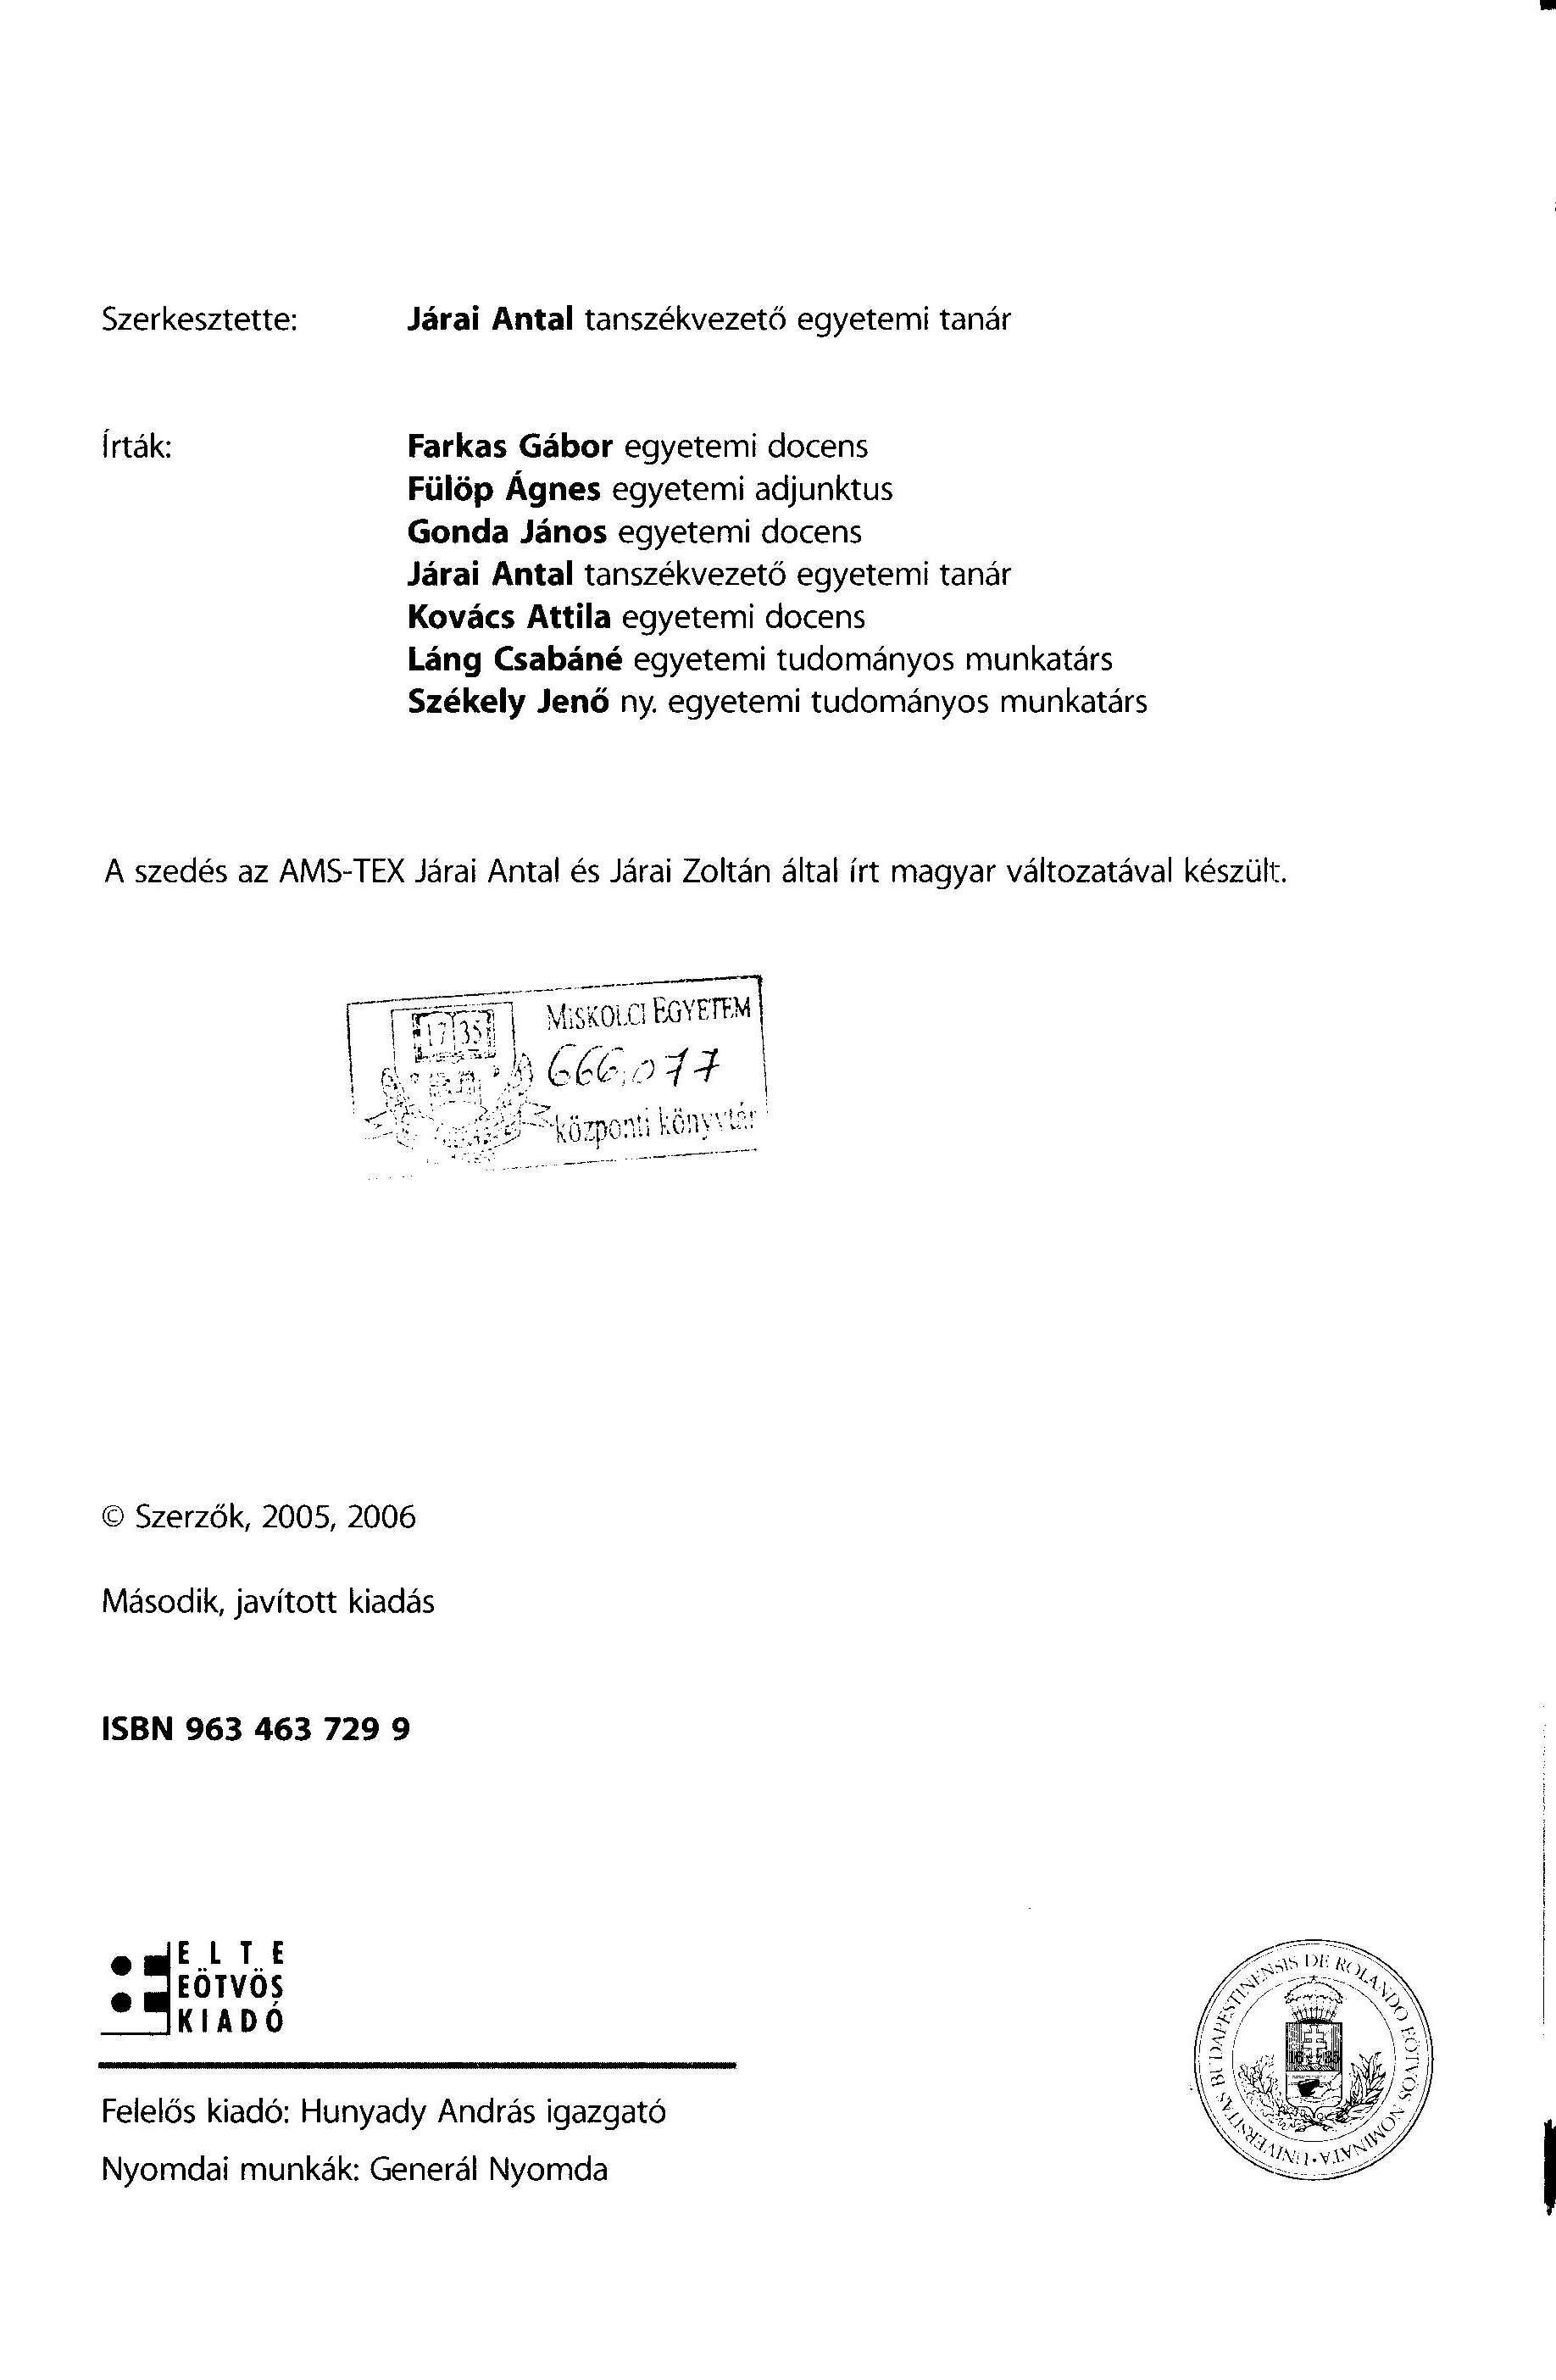 Szerkesztette: Járai Antal tanszékvezető egyetemi tanár
Írták: Farkas Gábor egyetemi docens
Fülöp Ágnes egyetemi adjunktus
Gonda János egyetemi docens
Járai Antal tanszékvezető egyetemi tanár
Kovács Attila egyetemi docens
Láng Csabáné egyetemi tudományos munkatárs
Székely Jenő ny. egyetemi tudományos munkatárs
A szedés az AMS-TEX Járai Antal és Járai Zoltán által írt magyar változatával készült.
1735
MISKOLCI EGYETEM
666.077
központi könyvtár
© Szerzők, 2005, 2006
Második, javított kiadás
ISBN 963 463 729 9
ELTE
EÖTVÖS
KIADÓ
Felelős kiadó: Hunyady András igazgató
Nyomdai munkák: Generál Nyomda
UNIVERSITAS BUDAPESTINENSIS DE ROLANDO EÖTVÖS NOMINATA